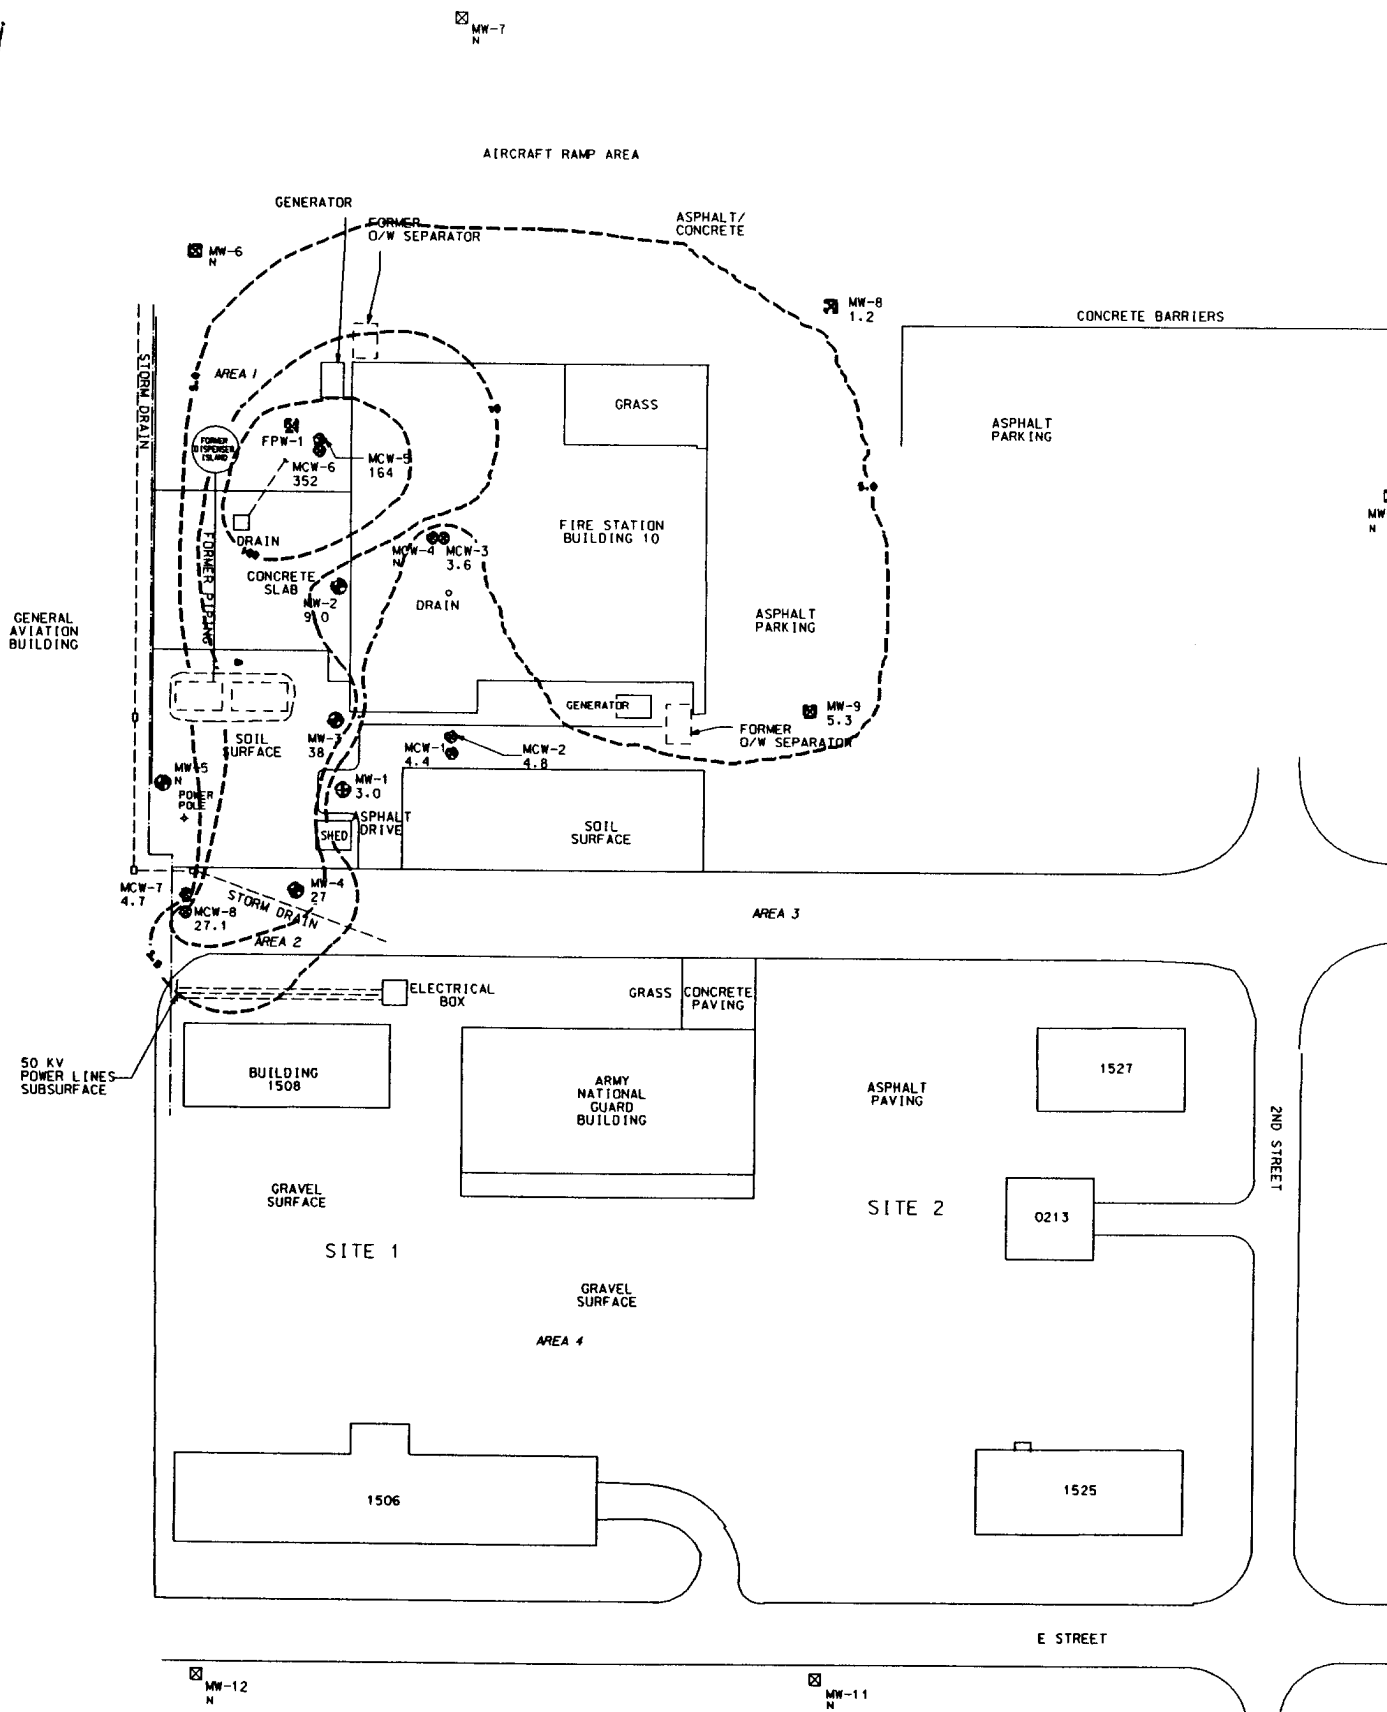 MW-7
N
AIRCRAFT RAMP AREA
GENERATOR
FORMER
O/W SEPARATOR
ASPHALT/
CONCRETE
MW-6
N
MW-8
1.2
CONCRETE BARRIERS
STORM DRAIN
AREA 1
GRASS
ASPHALT
PARKING
FORMER
DISPENSER
ISLAND
FPW-1
MCW-5
164
MCW-6
352
5.0
MW
N
FIRE STATION
BUILDING 10
DRAIN
MCW-4
N
MCW-3
3.6
FORMER PIPING
CONCRETE
SLAB
MW-2
9.0
DRAIN
GENERAL
AVIATION
BUILDING
ASPHALT
PARKING
GENERATOR
MW-9
5.3
FORMER
O/W SEPARATOR
SOIL
SURFACE
MW-3
38
MCW-1
4.4
MCW-2
4.8
MW-5
N
POWER
POLE
MW-1
3.0
ASPHALT
DRIVE
SHED
SOIL
SURFACE
MCW-7
4.7
MW-4
27
STORM DRAIN
MCW-8
27.1
AREA 2
AREA 3
ELECTRICAL
BOX
GRASS
CONCRETE
PAVING
50 KV
POWER LINES
SUBSURFACE
BUILDING
1508
ARMY
NATIONAL
GUARD
BUILDING
ASPHALT
PAVING
1527
2ND STREET
GRAVEL
SURFACE
SITE 2
0213
SITE 1
GRAVEL
SURFACE
AREA 4
1506
1525
E STREET
MW-12
N
MW-11
N